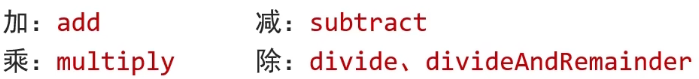 加：add 减：subtract
乘：multiply 除：divide、divideAndRemainder